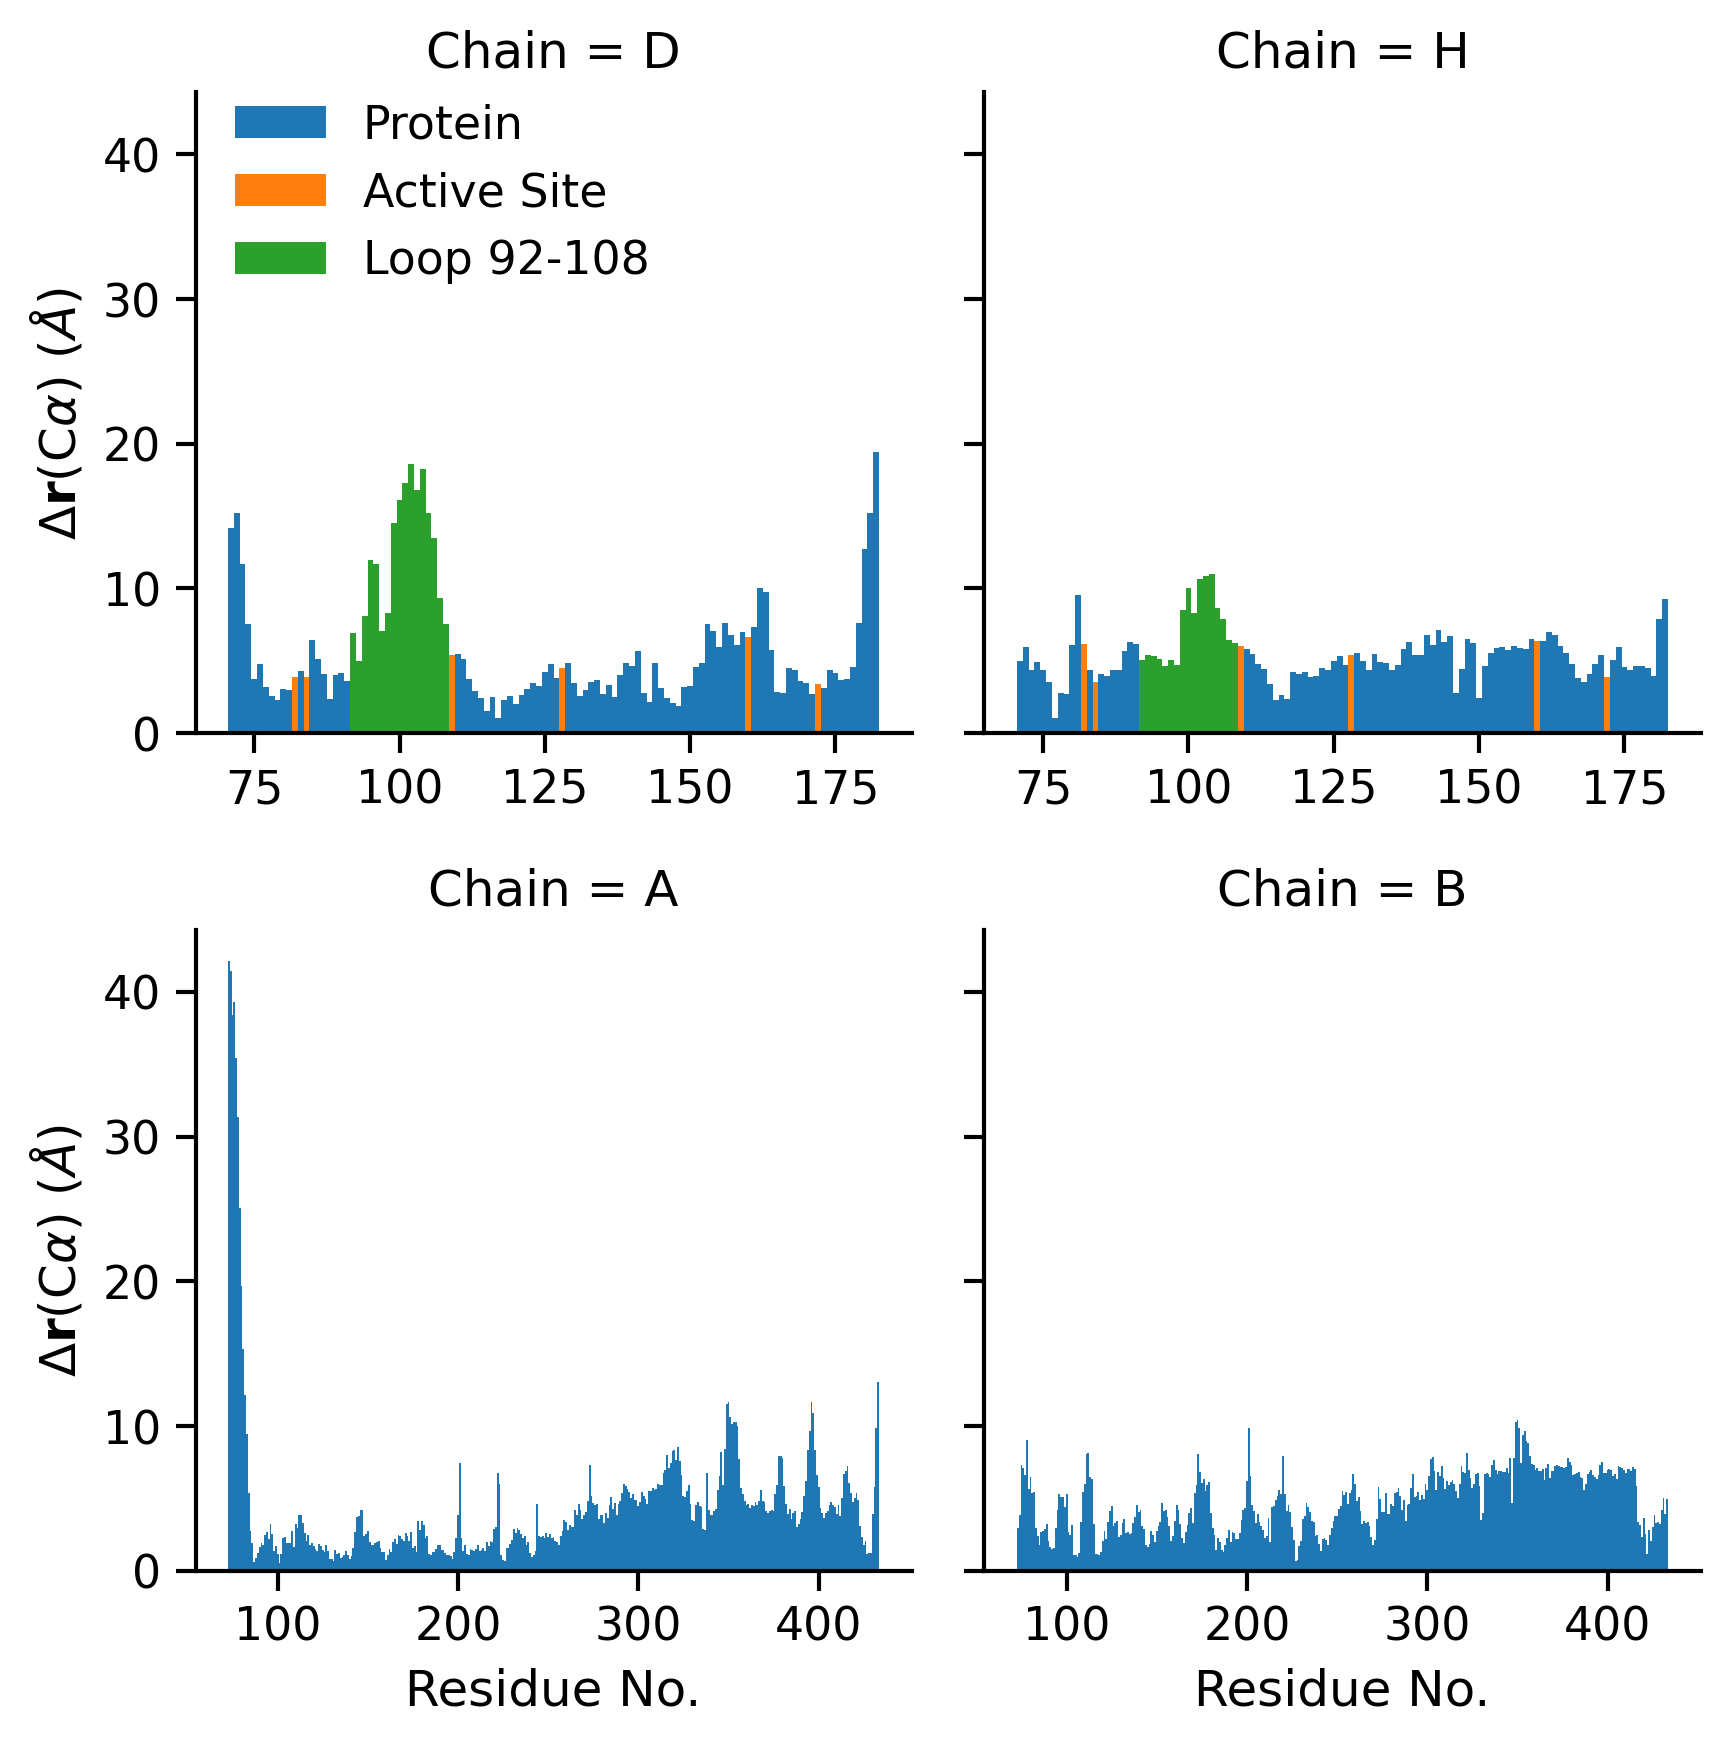 Chain = D
Chain = H
Protein
Active Site
Loop 92-108
Δr(Cα) (Å)
40
30
20
10
0
75 100 125 150 175
75 100 125 150 175
Chain = A
Chain = B
Δr(Cα) (Å)
40
30
20
10
0
100 200 300 400
100 200 300 400
Residue No.
Residue No.